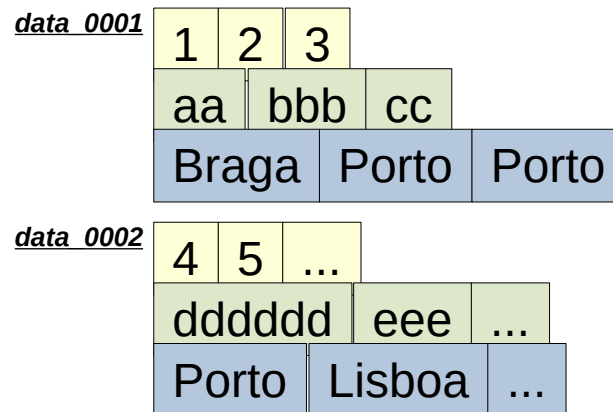 data_0001
1 2 3
aa bbb cc
Braga Porto Porto
data_0002
4 5 ...
dddddd eee ...
Porto Lisboa ...